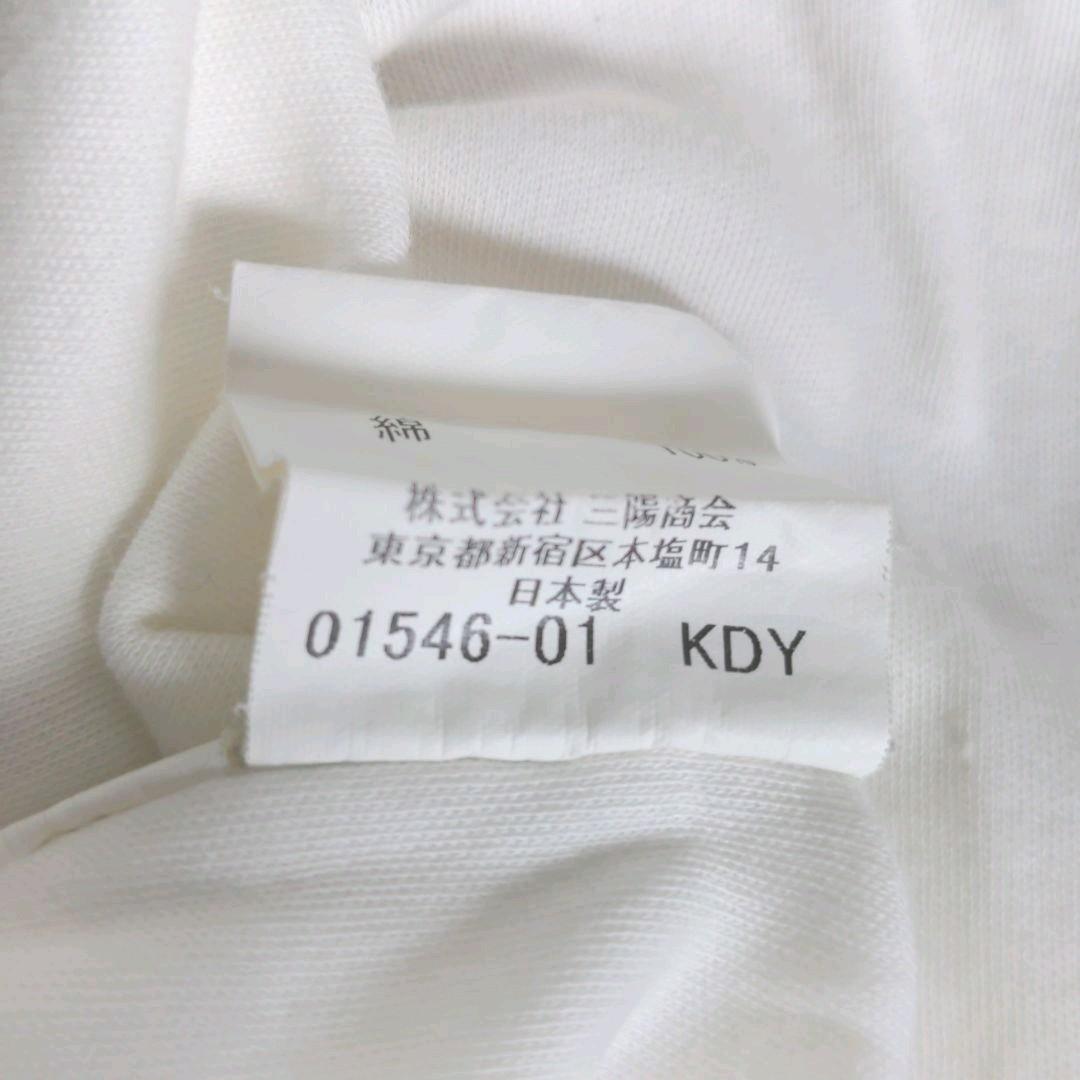 綿 100%
株式会社 三陽商会
東京都新宿区本塩町14
日本製
01546-01 KDY